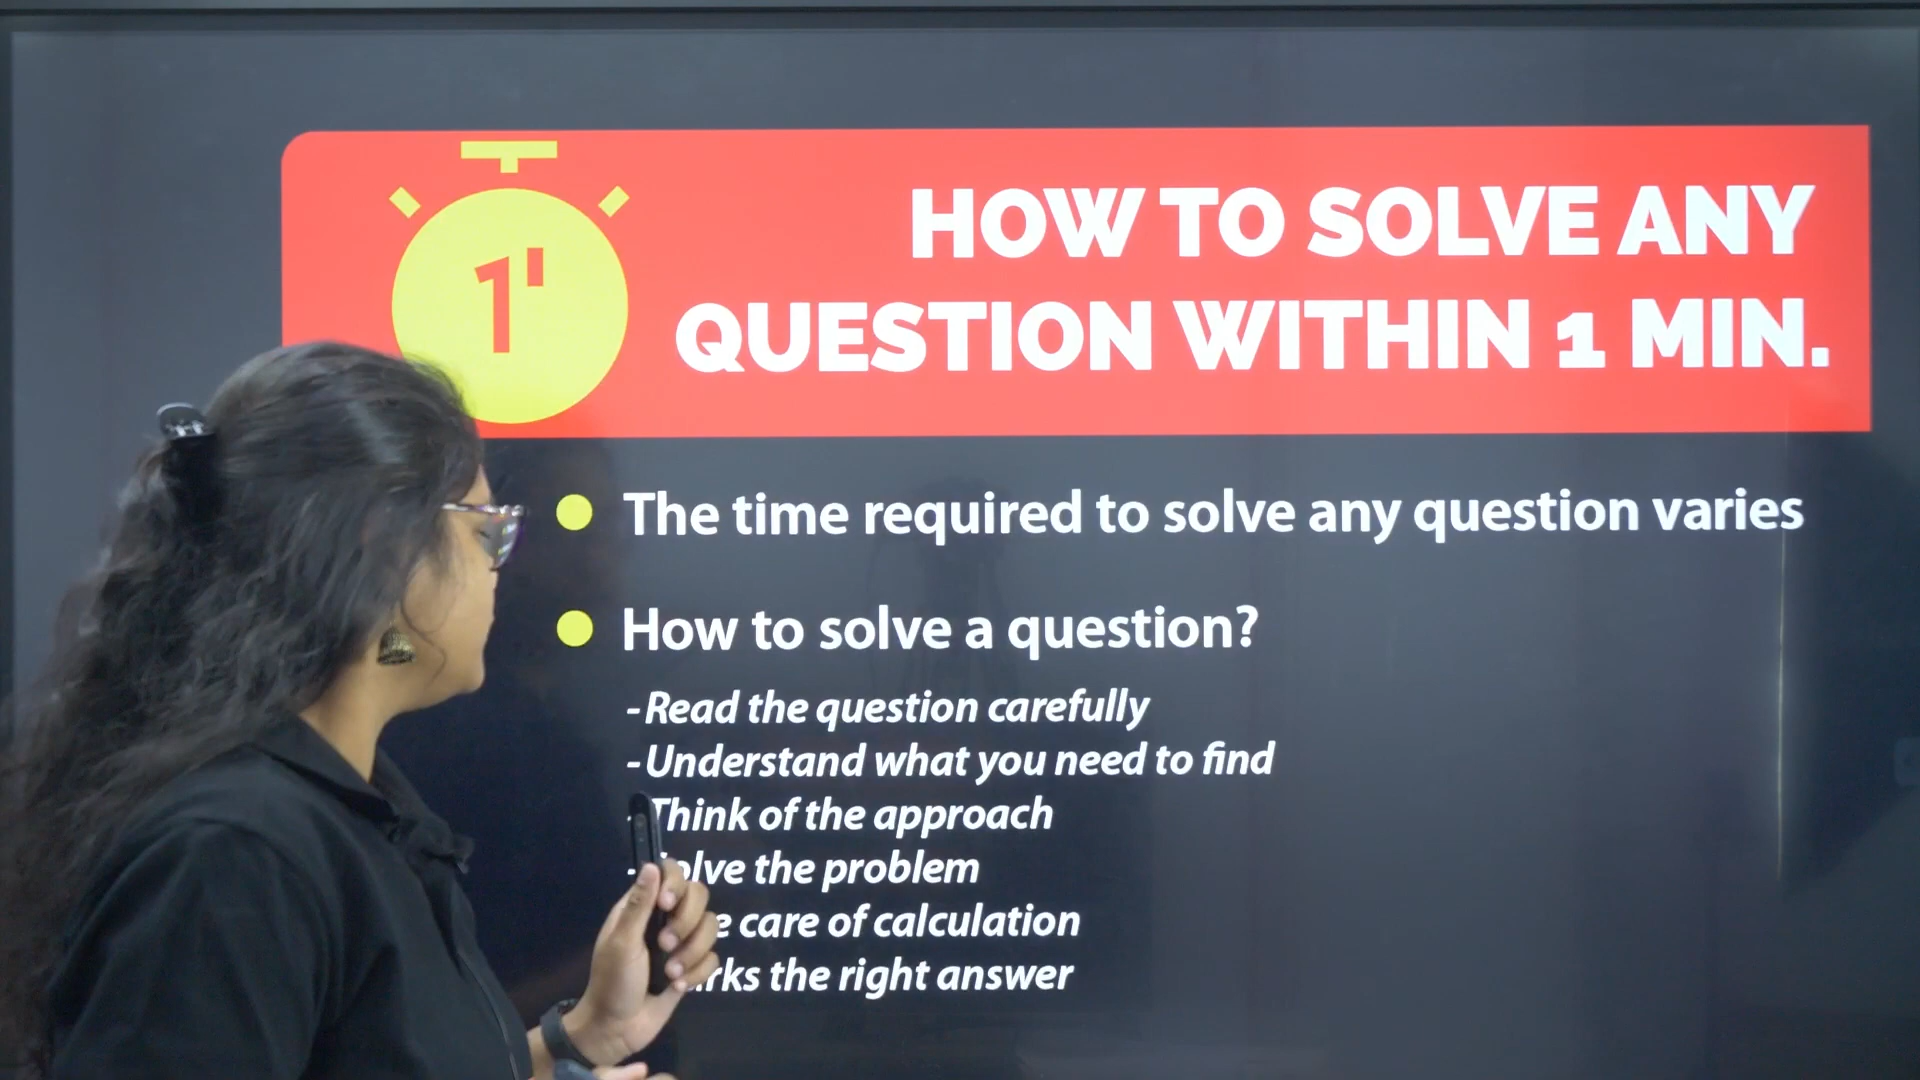 1'
HOW TO SOLVE ANY
QUESTION WITHIN 1 MIN.
The time required to solve any question varies
How to solve a question?
-Read the question carefully
-Understand what you need to find
-Think of the approach
-Solve the problem
care of calculation
the right answer